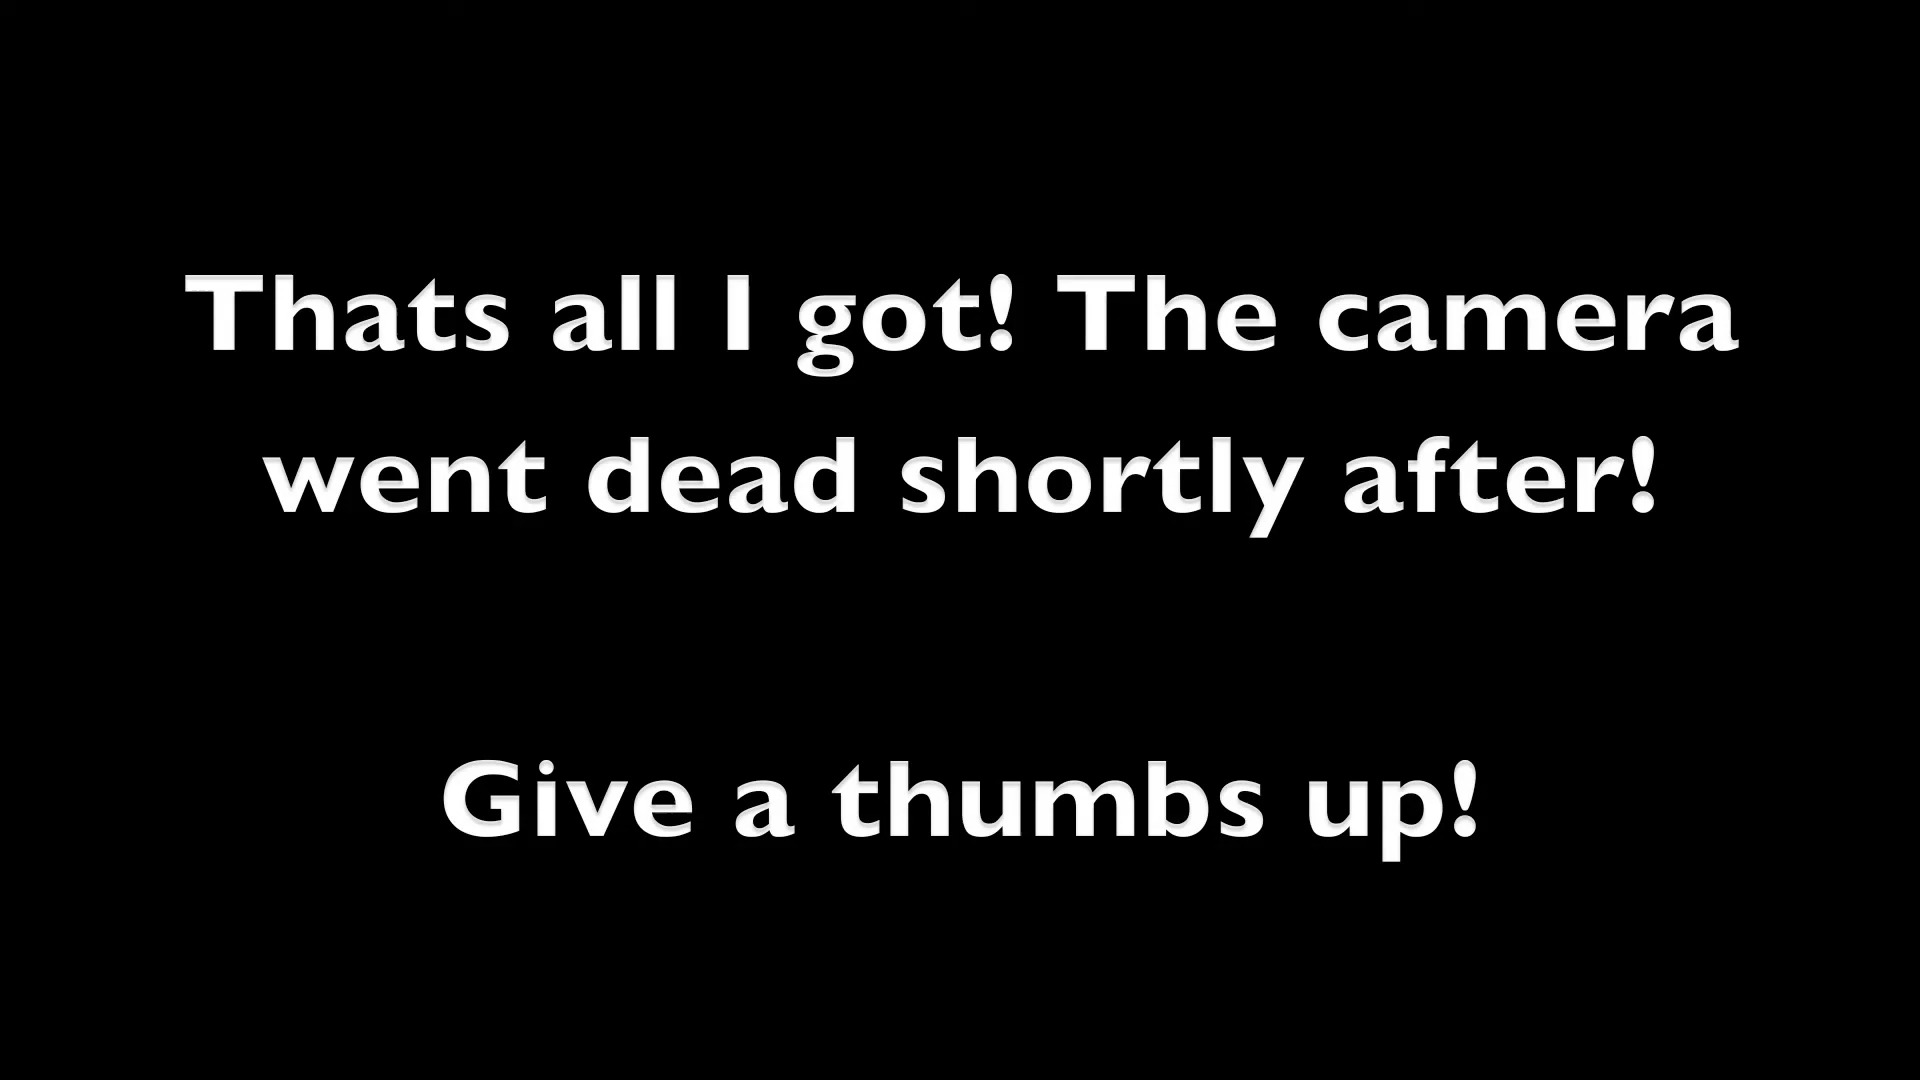 Thats all I got! The camera
went dead shortly after!
Give a thumbs up!